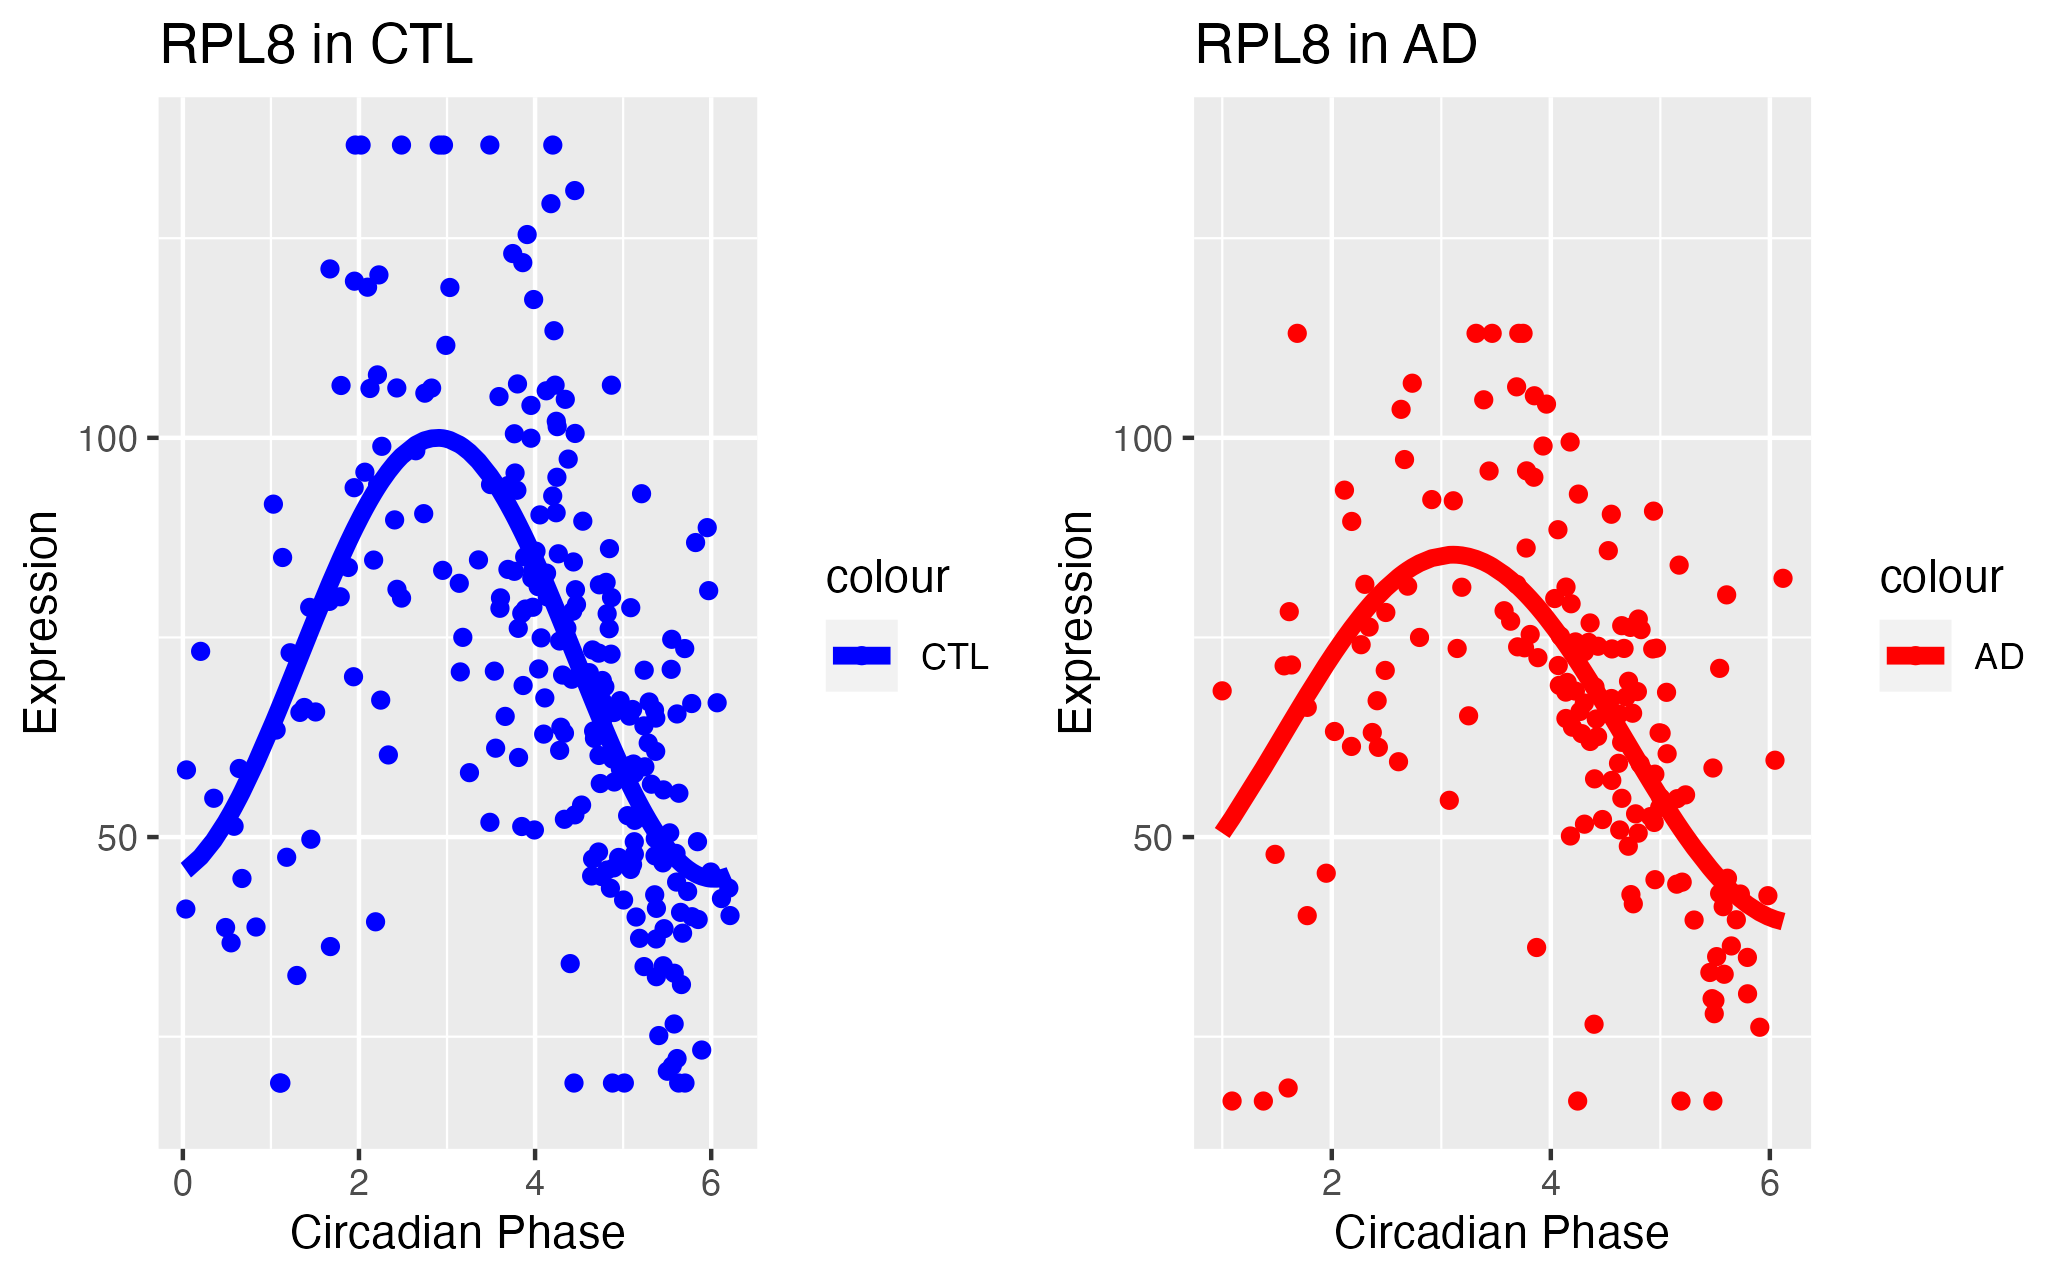 RPL8 in CTL
Expression
100
50
0 2 4 6
Circadian Phase
colour
CTL
RPL8 in AD
Expression
100
50
2 4 6
Circadian Phase
colour
AD